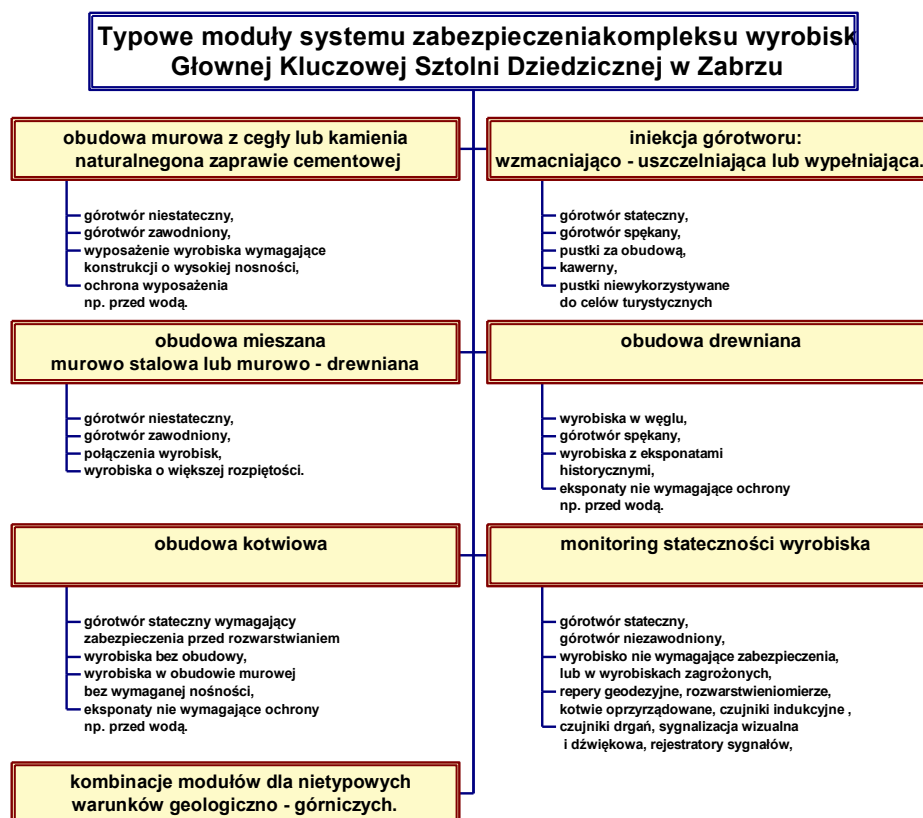 Typowe moduły systemu zabezpieczeniakompleksu wyrobisk
Głownej Kluczowej Sztolni Dziedzicznej w Zabrzu
obudowa murowa z cegły lub kamienia
naturalnegona zaprawie cementowej
górotwór niestateczny,
górotwór zawodniony,
wyposażenie wyrobiska wymagające
konstrukcji o wysokiej nosności,
ochrona wyposażenia
np. przed wodą.
iniekcja górotworu:
wzmacniająco - uszczelniająca lub wypełniająca.
górotwór stateczny,
górotwór spękany,
pustki za obudową,
kawerny,
pustki niewykorzystywane
do celów turystycznych
obudowa mieszana
murowo stalowa lub murowo - drewniana
górotwór niestateczny,
górotwór zawodniony,
połączenia wyrobisk,
wyrobiska o większej rozpiętości.
obudowa drewniana
wyrobiska w węglu,
górotwór spękany,
wyrobiska z eksponatami
historycznymi,
eksponaty nie wymagające ochrony
np. przed wodą.
obudowa kotwiowa
górotwór stateczny wymagający
zabezpieczenia przed rozwarstwianiem
wyrobiska bez obudowy,
wyrobiska w obudowie murowej
bez wymaganej nośności,
eksponaty nie wymagające ochrony
np. przed wodą.
monitoring stateczności wyrobiska
górotwór stateczny,
górotwór niezawodniony,
wyrobisko nie wymagające zabezpieczenia,
lub w wyrobiskach zagrożonych,
repery geodezyjne, rozwarstwieniomierze,
kotwie oprzyrządowane, czujniki indukcyjne ,
czujniki drgań, sygnalizacja wizualna
i dźwiękowa, rejestratory sygnałów,
kombinacje modułów dla nietypowych
warunków geologiczno - górniczych.